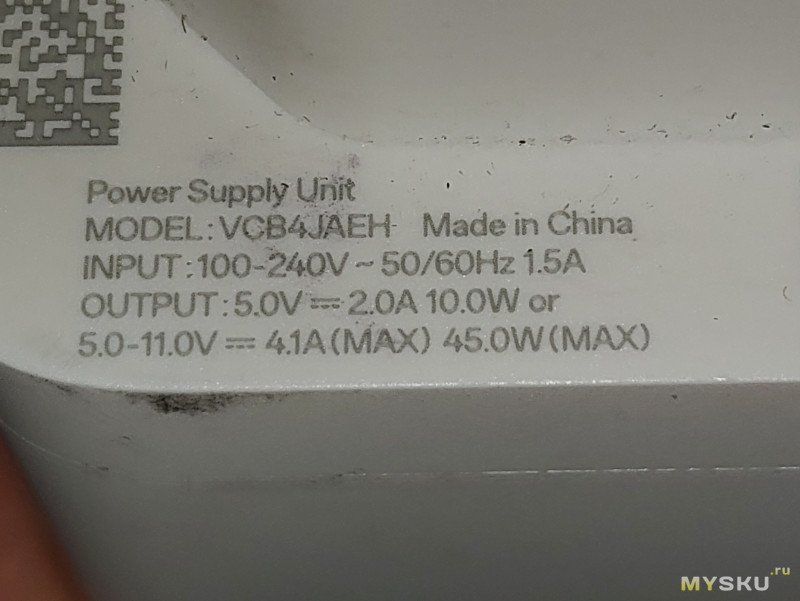 Power Supply Unit
MODEL: VCB4JAEH Made in China
INPUT: 100-240V ~ 50/60Hz 1.5A
OUTPUT: 5.0V ⎓ 2.0A 10.0W or
5.0-11.0V ⎓ 4.1A(MAX) 45.0W(MAX)
MYSKU.ru